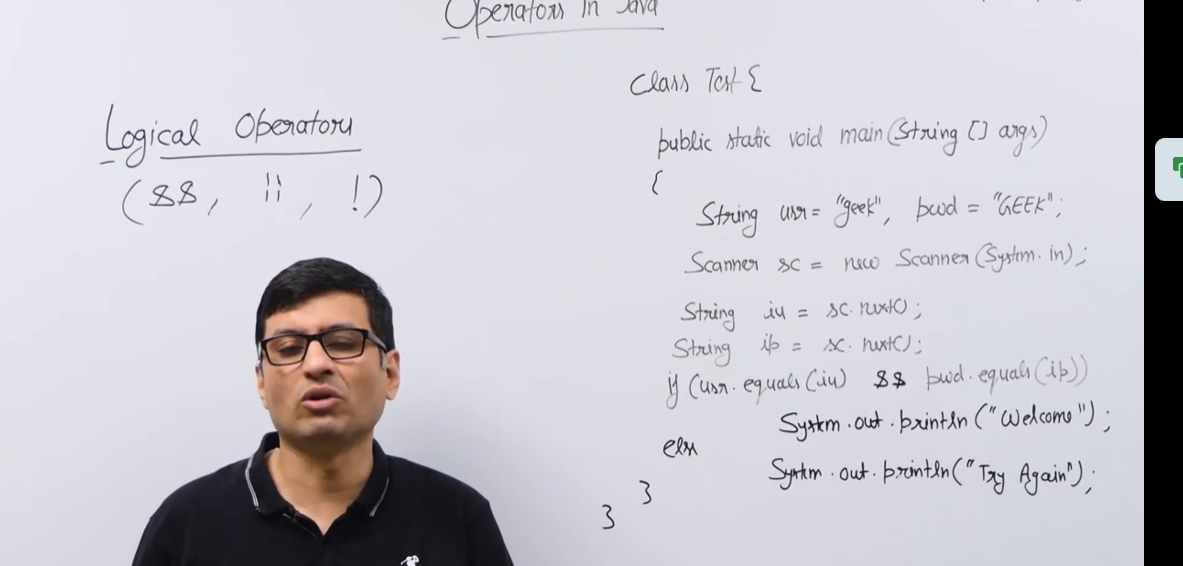 Operators in Java
Logical Operators
(&&, ||, !)
Class Test {
public static void main(String [] args)
{
String usr = "geek", pwd = "GEEK";
Scanner sc = new Scanner(System.in);
String iu = sc.next();
String ip = sc.next();
if (usr.equals(iu) && pwd.equals(ip))
System.out.println("Welcome");
else
System.out.println("Try Again");
}
}